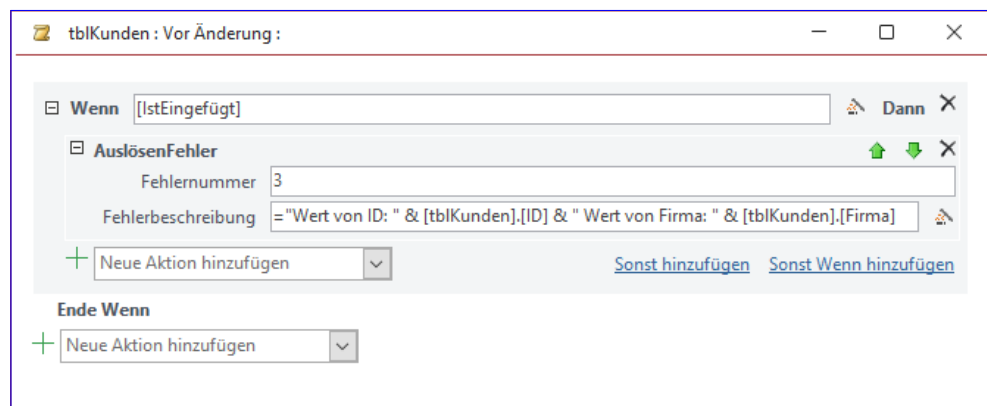 tblKunden : Vor Änderung :
Wenn [IstEingefügt] Dann
AuslösenFehler
Fehlernummer 3
Fehlerbeschreibung ="Wert von ID: " & [tblKunden].[ID] & " Wert von Firma: " & [tblKunden].[Firma]
Neue Aktion hinzufügen Sonst hinzufügen Sonst Wenn hinzufügen
Ende Wenn
Neue Aktion hinzufügen